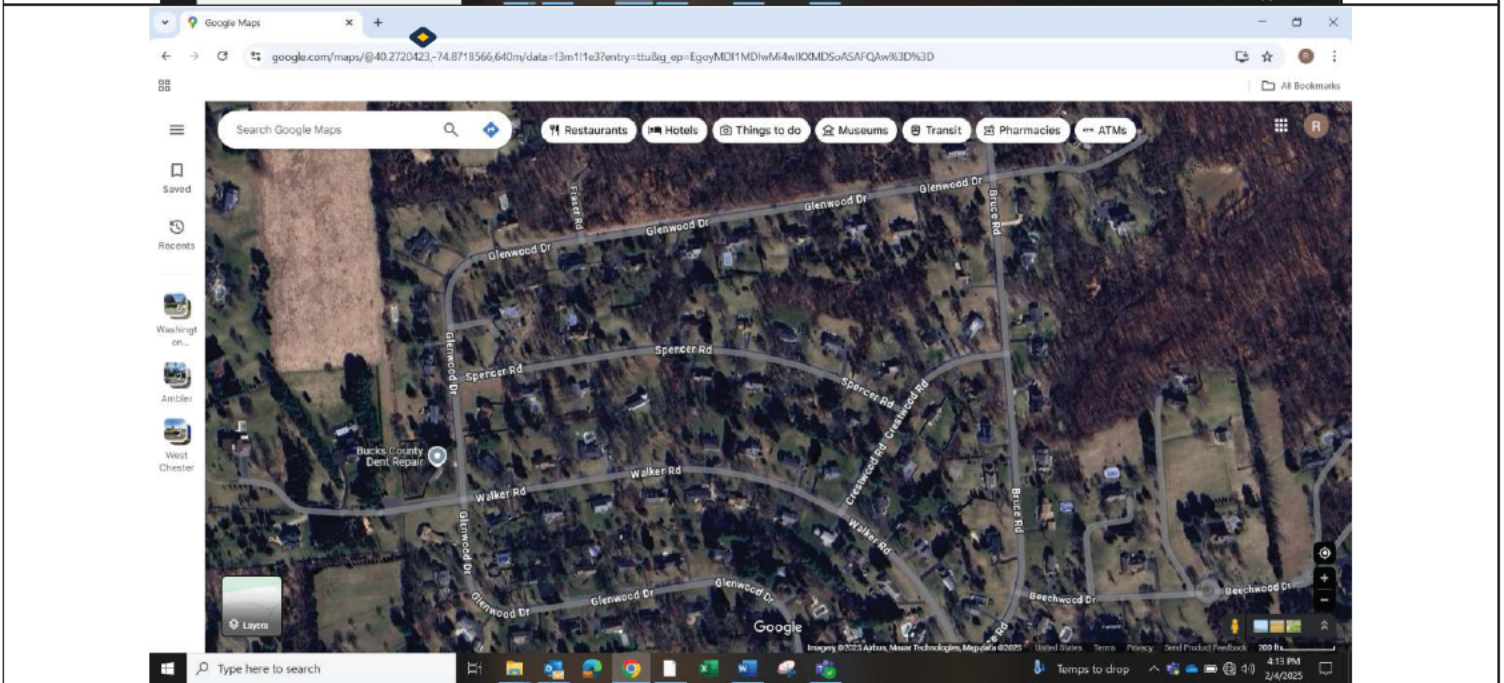 Google Maps
google.com/maps/@40.2720423,-74.8718566,640m/data=!3m1!1e3?entry=ttu&g_ep=EgoyMDI1MDIwMi4wIKXMDSoASAFQAw%3D%3D
All Bookmarks
Search Google Maps
Restaurants
Hotels
Things to do
Museums
Transit
Pharmacies
ATMs
R
R
Saved
Recents
Washingt
on...
Ambler
West
Chester
Fraser Rd
Glenwood Dr
Glenwood Dr
Glenwood Dr
Glenwood Dr
Bruce Rd
Glenwood Dr
Spencer Rd
Spencer Rd
Spencer Rd
Crestwood Rd
Crestwood Rd
Bucks County
Dent Repair
Walker Rd
Walker Rd
Walker Rd
Bruce Rd
Glenwood Dr
Glenwood Dr
Glenwood Dr
Glenwood Dr
Beechwood Dr
Beechwood Dr
Layers
Google
Imagery ©2025 Airbus, Maxar Technologies, Map data ©2025
United States
Terms
Privacy
Send Product Feedback
200 ft
Type here to search
Temps to drop
4:13 PM
2/4/2025